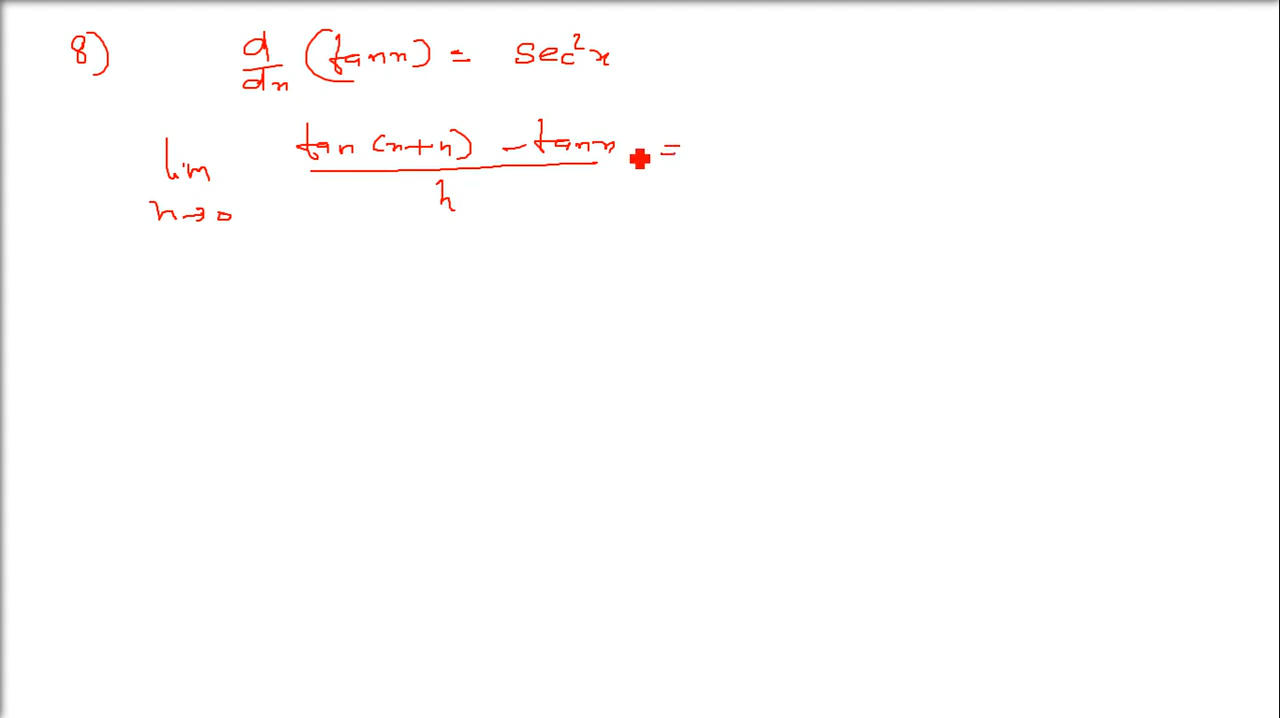 8) d/dx (tanx) = sec²x
lim h→0 (tan (x+h) - tanx)/h =